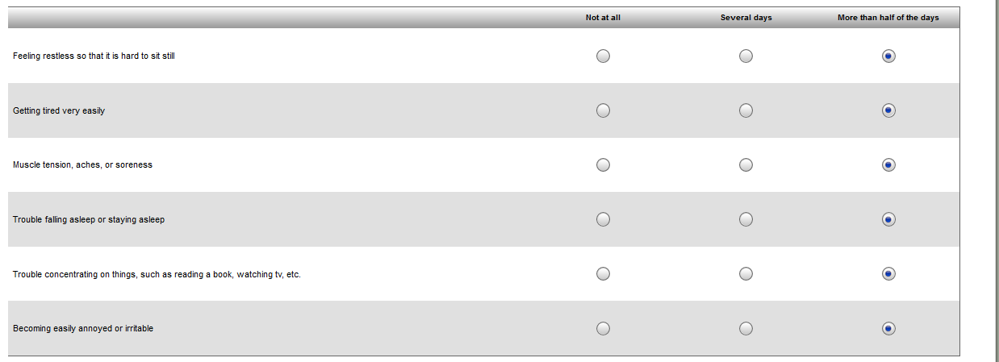 Not at all Several days More than half of the days
Feeling restless so that it is hard to sit still
Getting tired very easily
Muscle tension, aches, or soreness
Trouble falling asleep or staying asleep
Trouble concentrating on things, such as reading a book, watching tv, etc.
Becoming easily annoyed or irritable